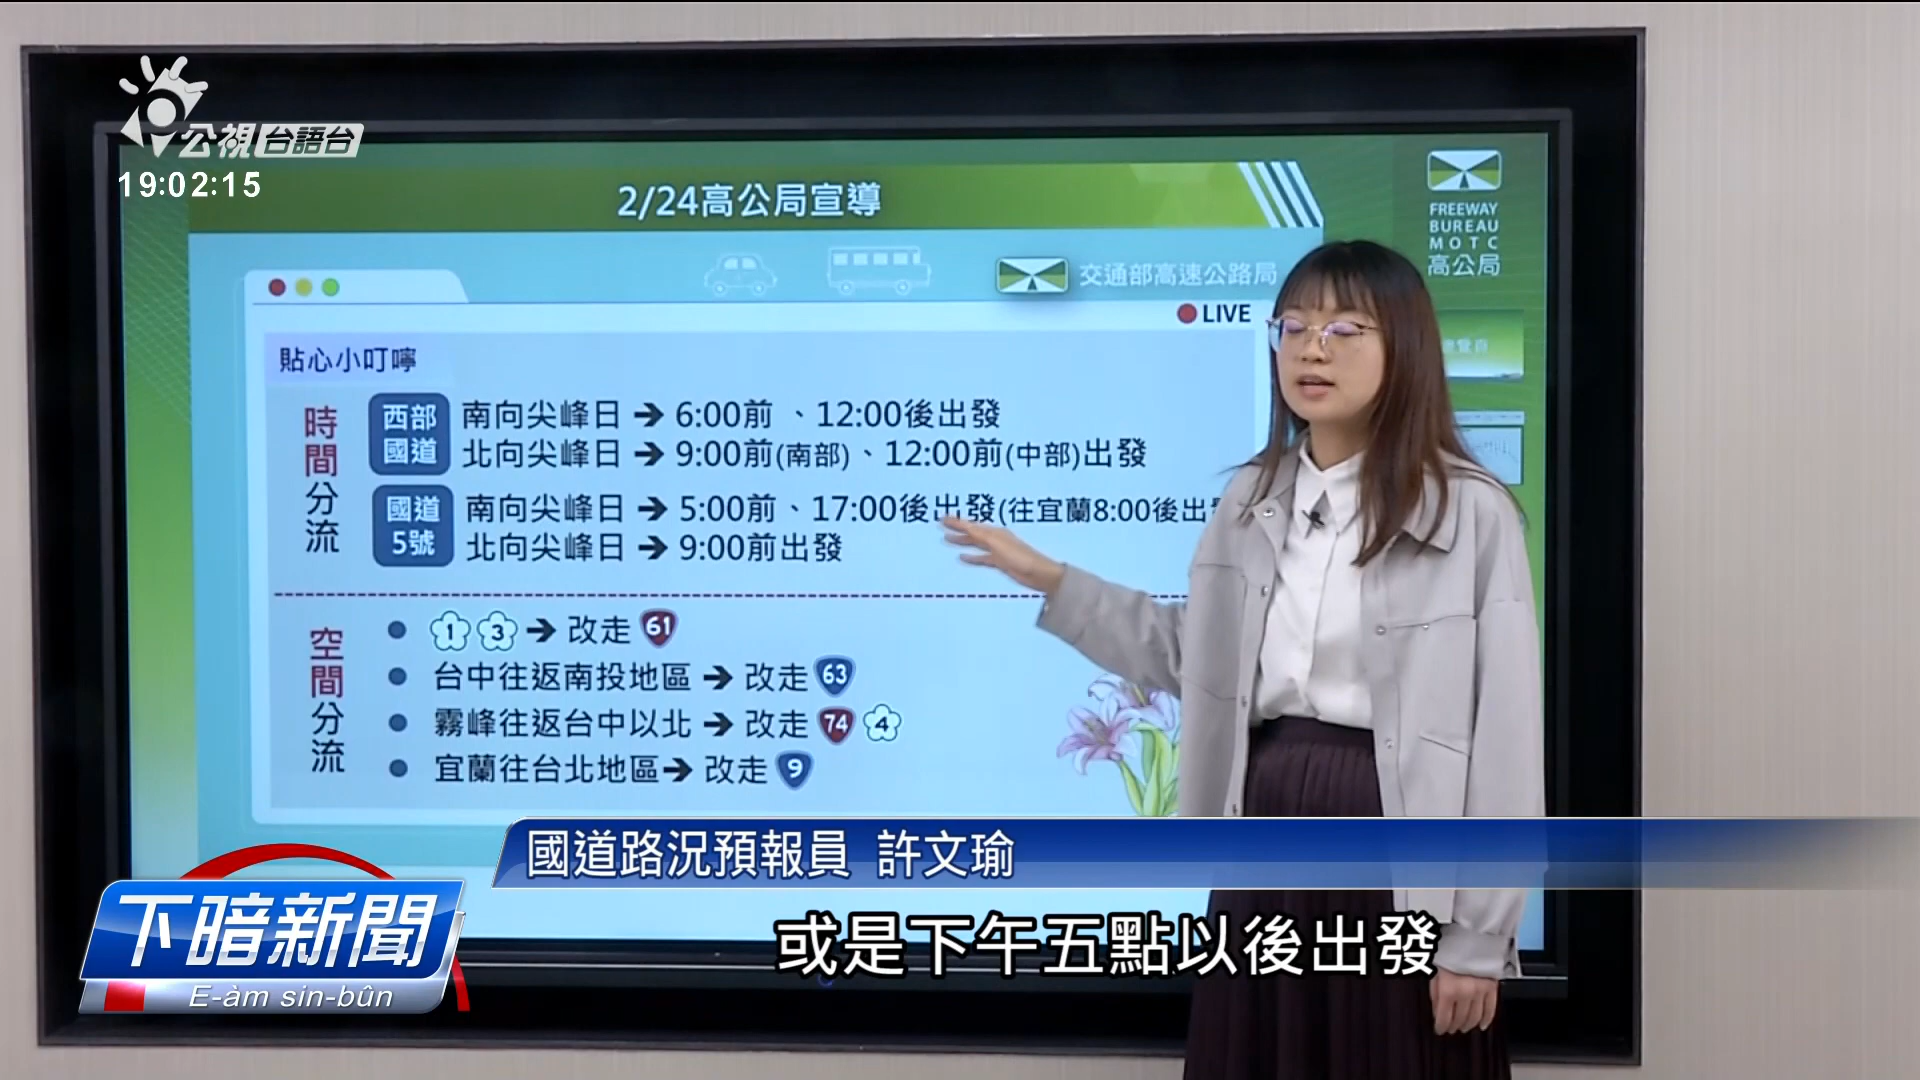 公視台語台
19:02:15
2/24高公局宣導
FREEWAY
BUREAU
MOTC
高公局
交通部高速公路局
LIVE
貼心小叮嚀
時間分流
西部國道
南向尖峰日➔6:00前、12:00後出發
北向尖峰日➔9:00前(南部)、12:00前(中部)出發
國道5號
南向尖峰日➔5:00前、17:00後出發(往宜蘭8:00後出
北向尖峰日➔9:00前出發
空間分流
1 3 ➔ 改走 61
台中往返南投地區➔改走 63
霧峰往返台中以北➔改走 74 4
宜蘭往台北地區➔改走 9
國道路況預報員 許文瑜
下暗新聞
E-àm sin-bûn
或是下午五點以後出發